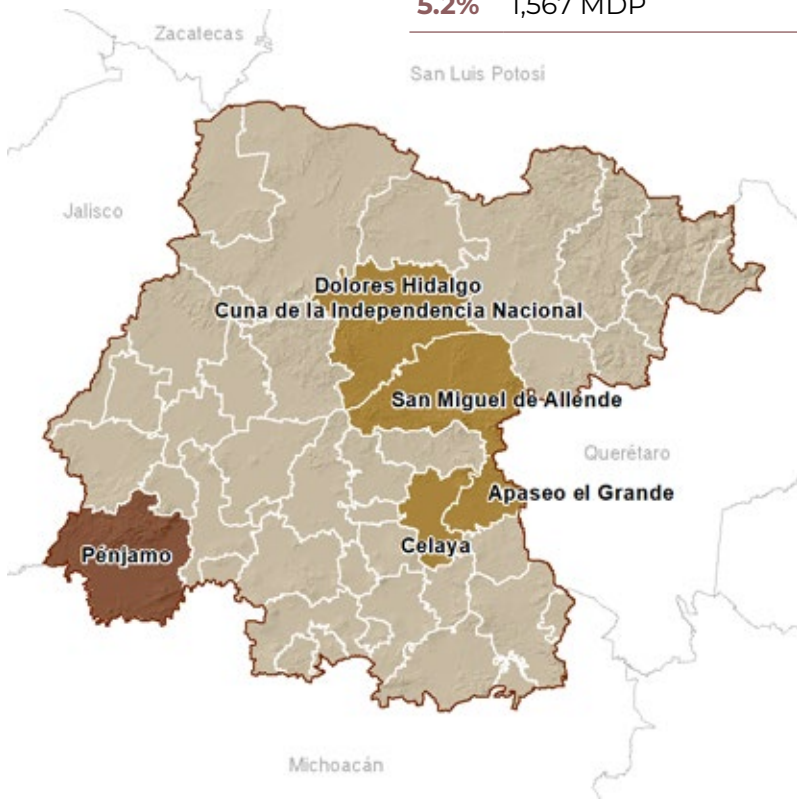 5.2% 1,567 MDP
Zacatecas
San Luis Potosí
Jalisco
Dolores Hidalgo
Cuna de la Independencia Nacional
San Miguel de Allende
Querétaro
Apaseo el Grande
Celaya
Pénjamo
Michoacán